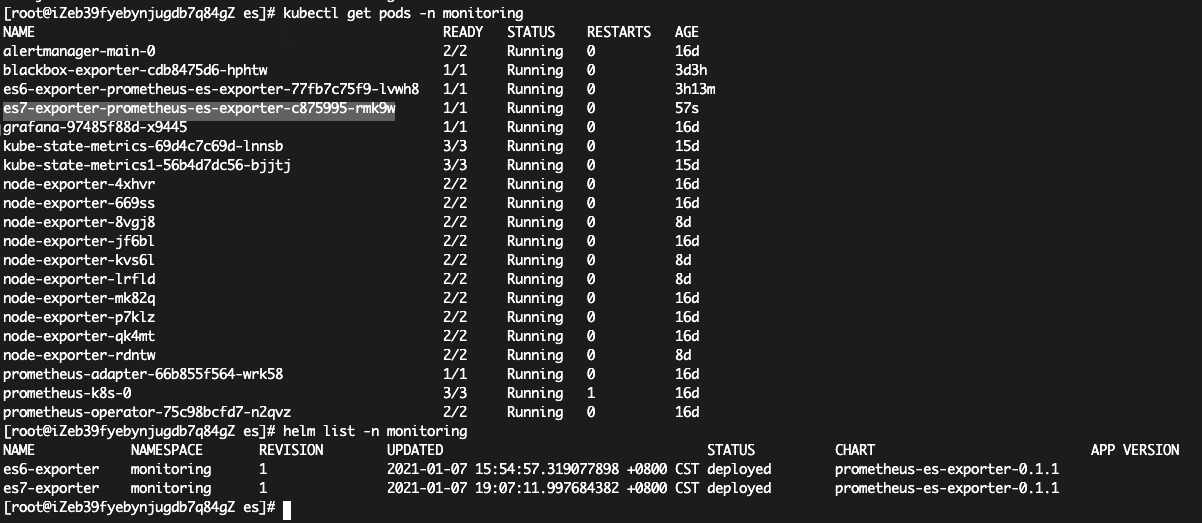 [root@iZeb39fyebynjugdb7q84gZ es]# kubectl get pods -n monitoring
NAME READY STATUS RESTARTS AGE
alertmanager-main-0 2/2 Running 0 16d
blackbox-exporter-cdb8475d6-hphtw 1/1 Running 0 3d3h
es6-exporter-prometheus-es-exporter-77fb7c75f9-lvwh8 1/1 Running 0 3h13m
es7-exporter-prometheus-es-exporter-c875995-rmk9w 1/1 Running 0 57s
grafana-97485f88d-x9445 1/1 Running 0 16d
kube-state-metrics-69d4c7c69d-lnnsb 3/3 Running 0 15d
kube-state-metrics1-56b4d7dc56-bjjtj 3/3 Running 0 15d
node-exporter-4xhvr 2/2 Running 0 16d
node-exporter-669ss 2/2 Running 0 16d
node-exporter-8vgj8 2/2 Running 0 8d
node-exporter-jf6bl 2/2 Running 0 16d
node-exporter-kvs6l 2/2 Running 0 8d
node-exporter-lrfld 2/2 Running 0 8d
node-exporter-mk82q 2/2 Running 0 16d
node-exporter-p7klz 2/2 Running 0 16d
node-exporter-qk4mt 2/2 Running 0 16d
node-exporter-rdntw 2/2 Running 0 8d
prometheus-adapter-66b855f564-wrk58 1/1 Running 0 16d
prometheus-k8s-0 3/3 Running 1 16d
prometheus-operator-75c98bcfd7-n2qvz 2/2 Running 0 16d
[root@iZeb39fyebynjugdb7q84gZ es]# helm list -n monitoring
NAME NAMESPACE REVISION UPDATED STATUS CHART APP VERSION
es6-exporter monitoring 1 2021-01-07 15:54:57.319077898 +0800 CST deployed prometheus-es-exporter-0.1.1
es7-exporter monitoring 1 2021-01-07 19:07:11.997684382 +0800 CST deployed prometheus-es-exporter-0.1.1
[root@iZeb39fyebynjugdb7q84gZ es]#